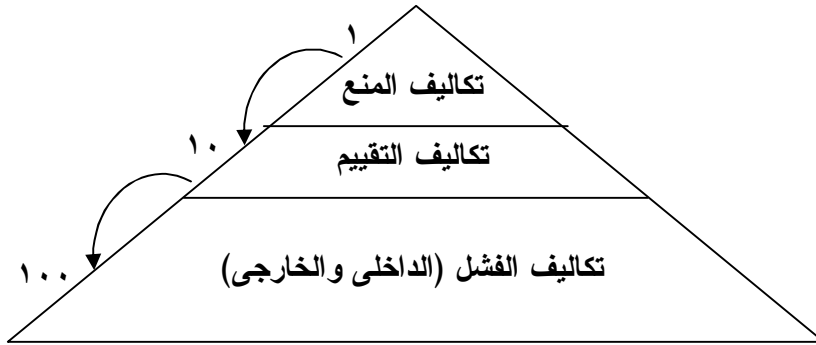 ١
تكاليف المنع
١٠
تكاليف التقييم
١٠٠
تكاليف الفشل (الداخلى والخارجى)